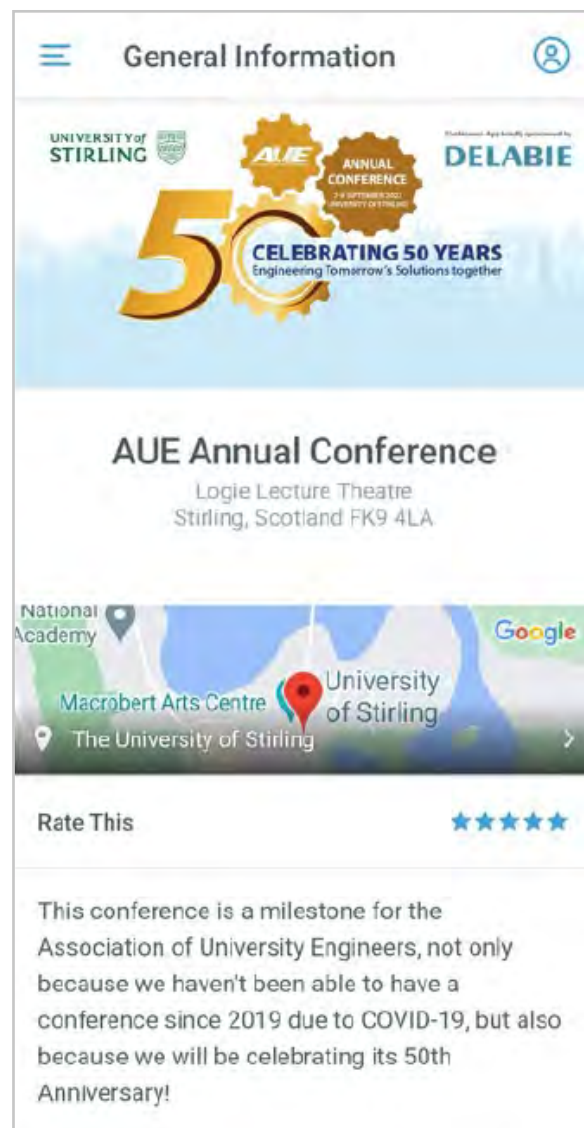 General Information
UNIVERSITY of
STIRLING
AUE
ANNUAL
CONFERENCE
DELABIE
50
CELEBRATING 50 YEARS
Engineering Tomorrow's Solutions together
AUE Annual Conference
Logie Lecture Theatre
Stirling, Scotland FK9 4LA
National
Academy
Google
Macrobert Arts Centre
University
of Stirling
The University of Stirling
Rate This
This conference is a milestone for the
Association of University Engineers, not only
because we haven't been able to have a
conference since 2019 due to COVID-19, but also
because we will be celebrating its 50th
Anniversary!